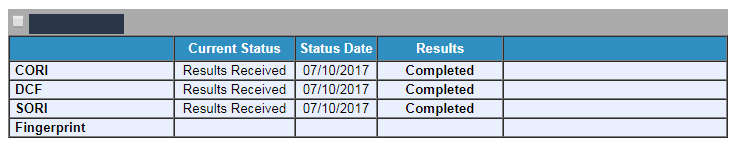 Current Status Status Date Results
CORI Results Received 07/10/2017 Completed
DCF Results Received 07/10/2017 Completed
SORI Results Received 07/10/2017 Completed
Fingerprint